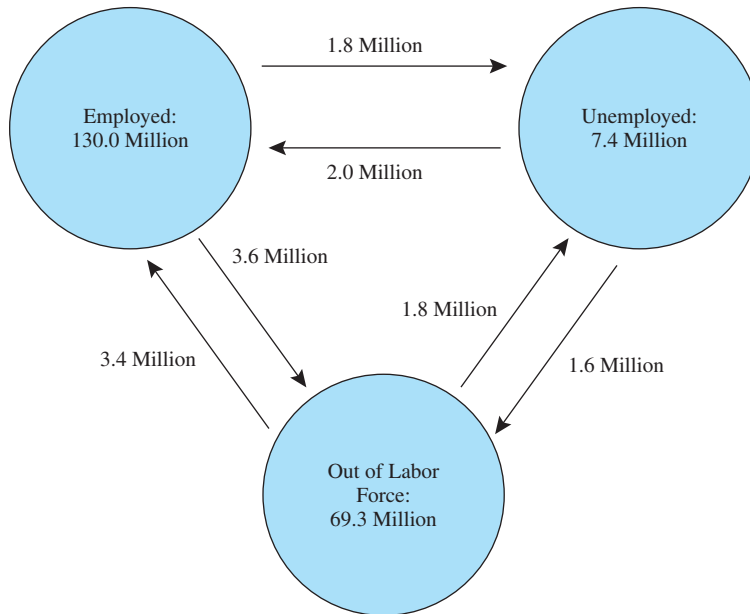 1.8 Million
Employed:
130.0 Million
Unemployed:
7.4 Million
2.0 Million
3.6 Million
1.8 Million
3.4 Million
1.6 Million
Out of Labor
Force:
69.3 Million